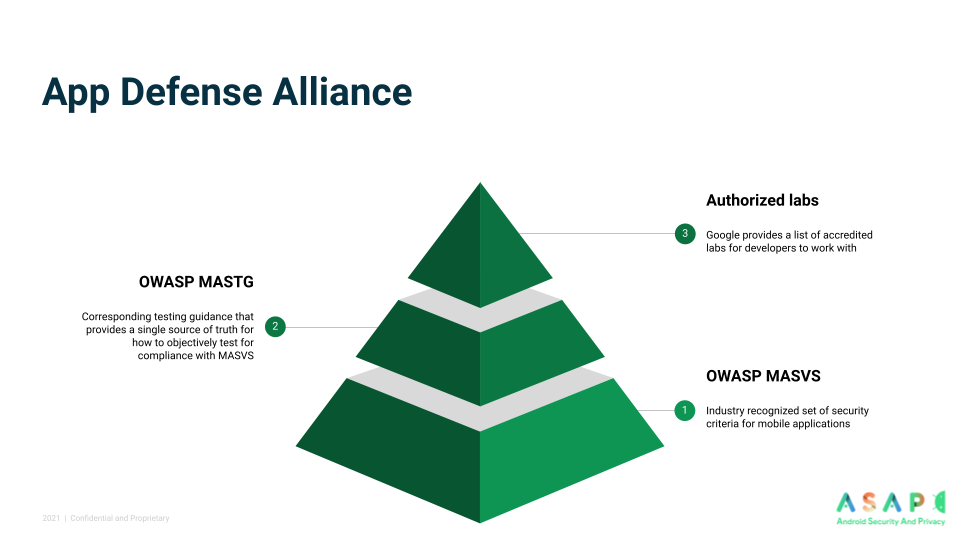 App Defense Alliance
Authorized labs
3
Google provides a list of accredited
labs for developers to work with
OWASP MASTG
Corresponding testing guidance that
provides a single source of truth for
how to objectively test for
compliance with MASVS
2
OWASP MASVS
1
Industry recognized set of security
criteria for mobile applications
2021 | Confidential and Proprietary
ASAP
Android Security And Privacy